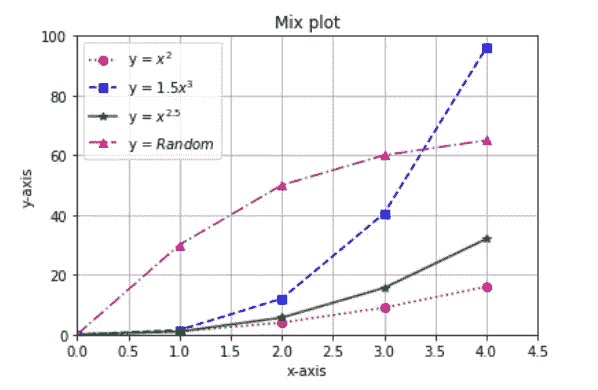 Mix plot
100
80
60
40
20
0
y-axis
y = x²
y = 1.5x³
y = x²·⁵
y = Random
0.0 0.5 1.0 1.5 2.0 2.5 3.0 3.5 4.0 4.5
x-axis